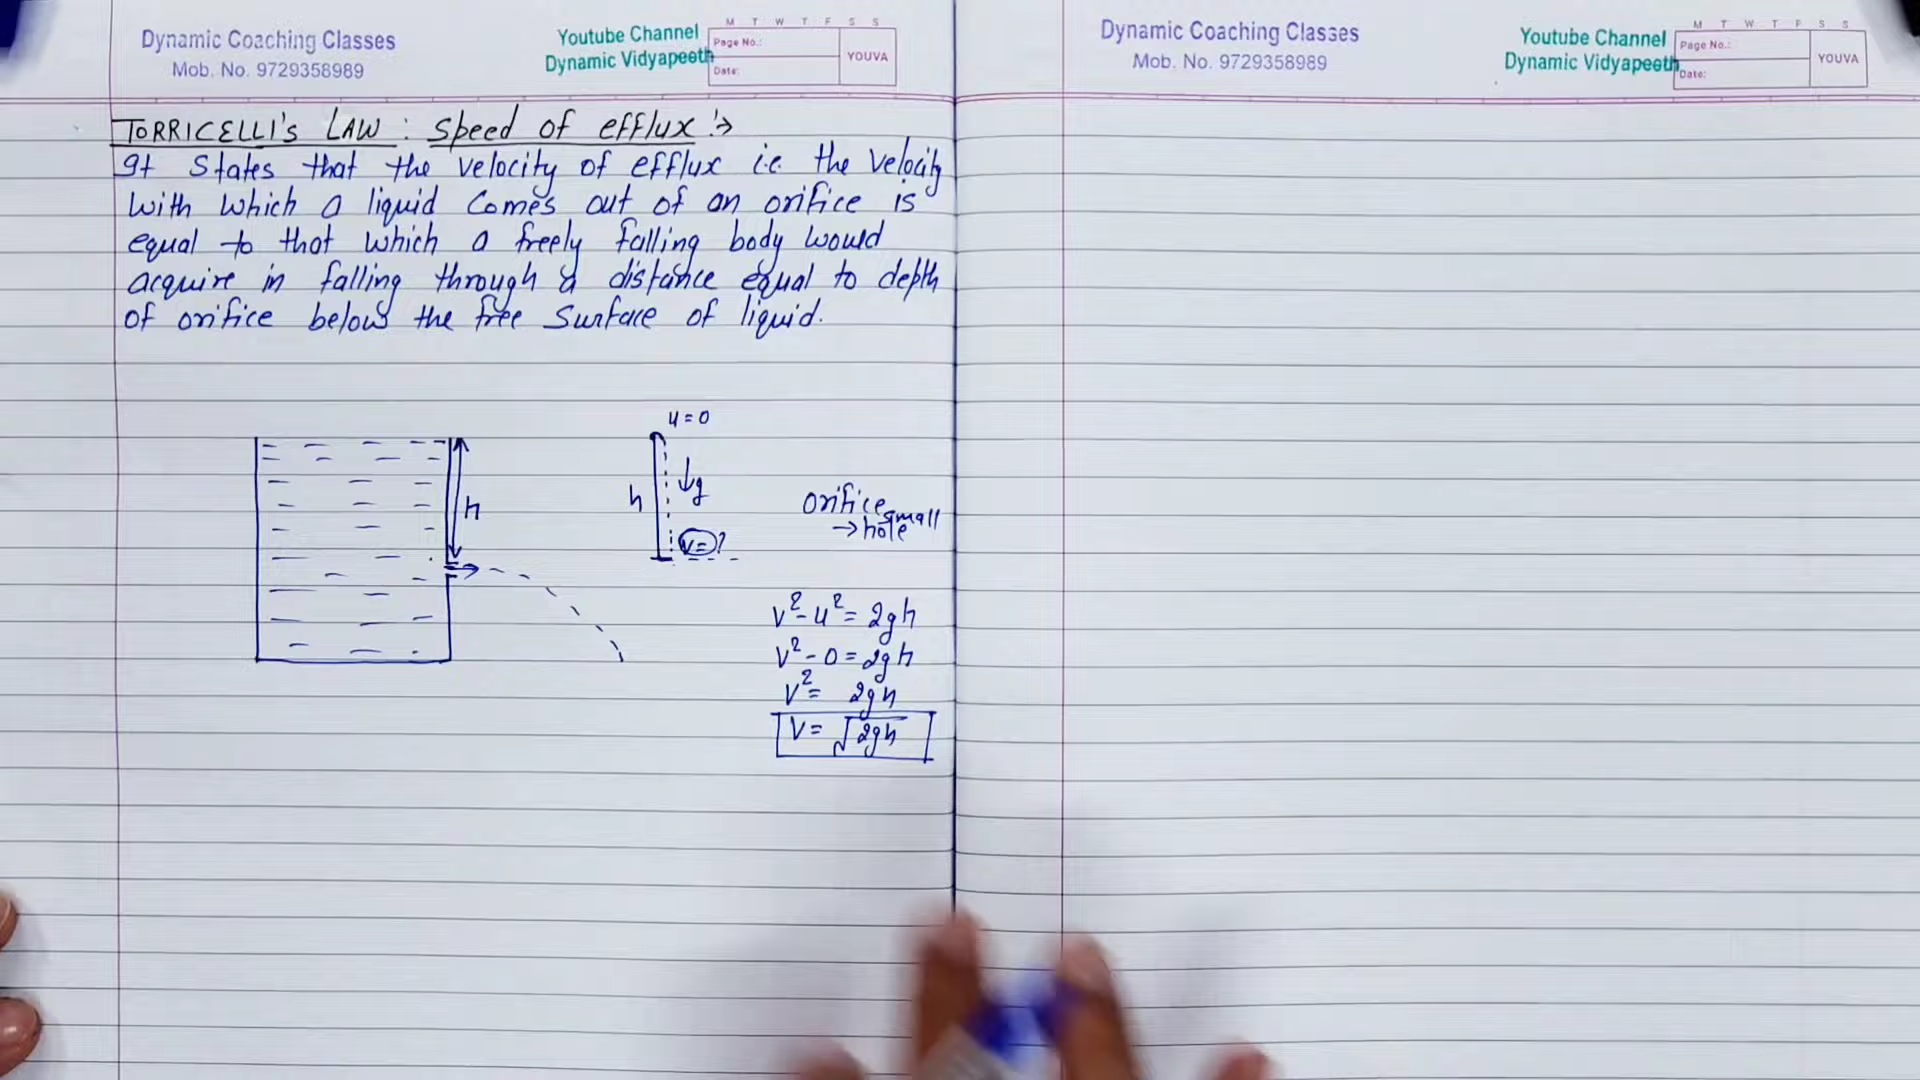 Dynamic Coaching Classes
Mob. No. 9729358989
Youtube Channel
Dynamic Vidyapeeth
M T W T F S S
Page No.:
Date:
YOUVA
TORRICELLI's LAW : Speed of efflux :→
It states that the velocity of efflux i.e. the velocity
with which a liquid comes out of an orifice is
equal to that which a freely falling body would
acquire in falling through a distance equal to depth
of orifice below the free surface of liquid.
h
u = 0
h
↓g
v = ?
orifice
→ small hole
v² - u² = 2gh
v² - 0 = 2gh
v² = 2gh
v = √2gh
Dynamic Coaching Classes
Mob. No. 9729358989
Youtube Channel
Dynamic Vidyapeeth
M T W T F S S
Page No.:
Date:
YOUVA